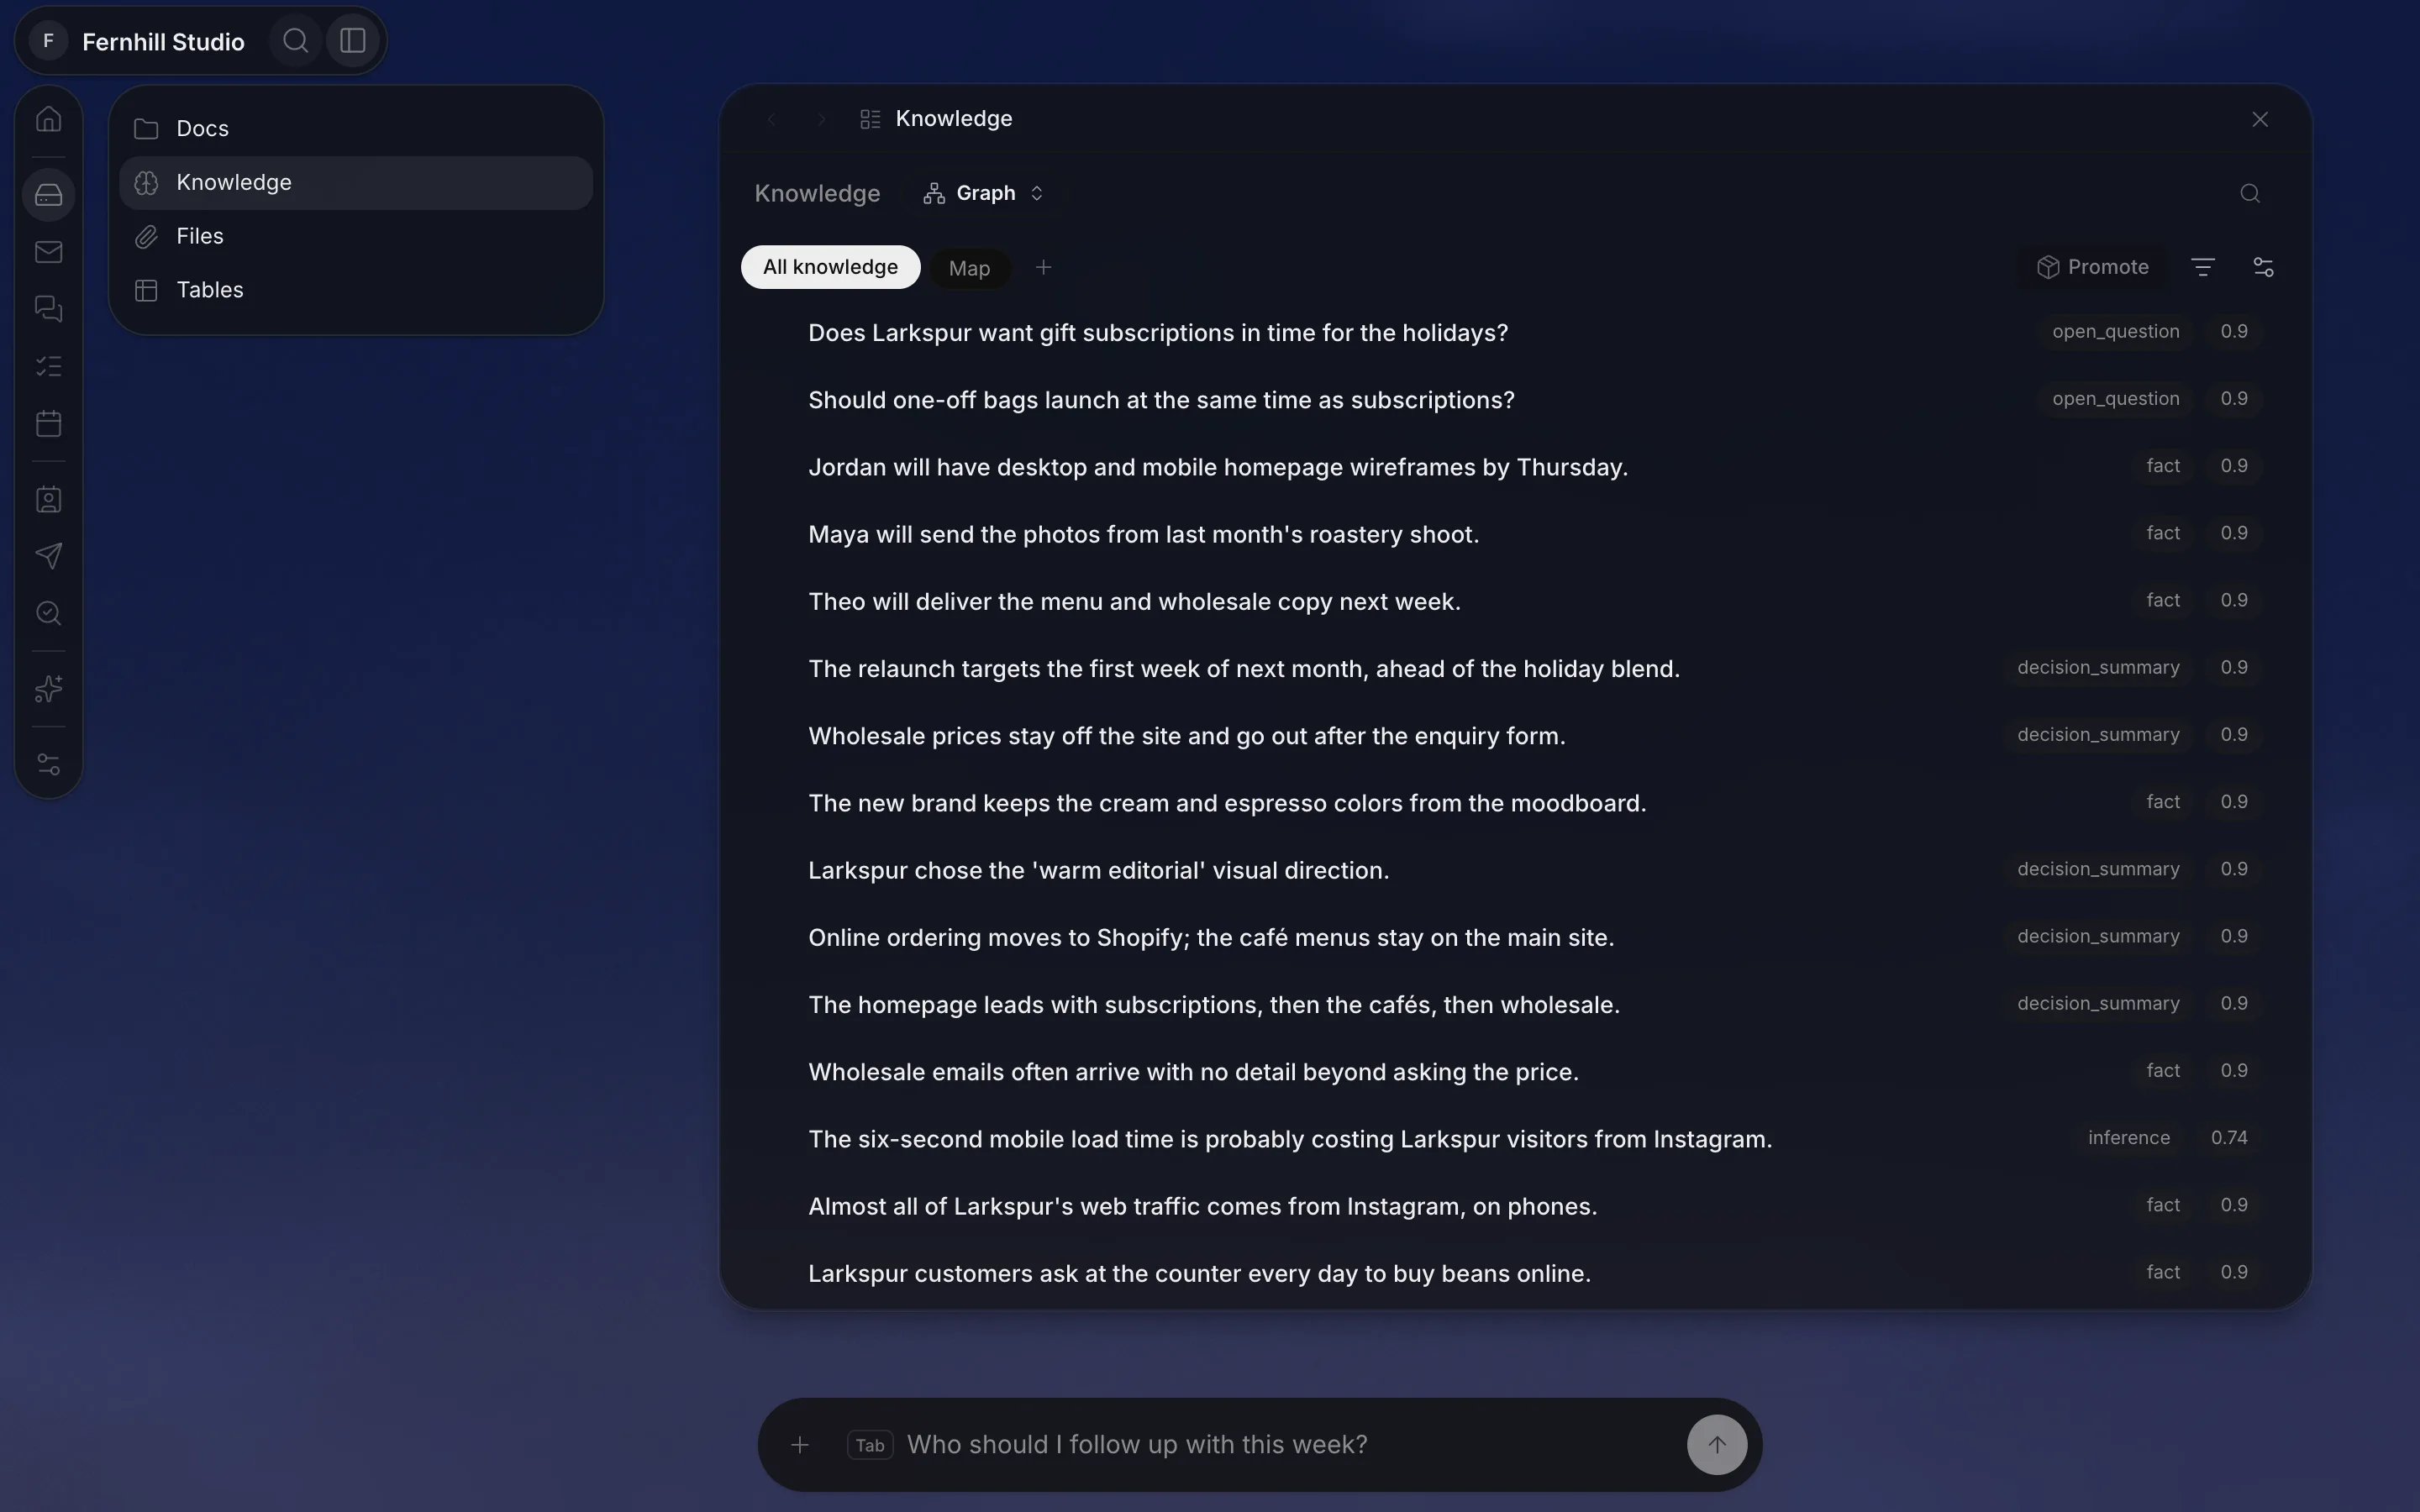 F Fernhill Studio
Docs
Knowledge
Files
Tables
Knowledge
Knowledge Graph
All knowledge Map Promote
Does Larkspur want gift subscriptions in time for the holidays? open_question 0.9
Should one-off bags launch at the same time as subscriptions? open_question 0.9
Jordan will have desktop and mobile homepage wireframes by Thursday. fact 0.9
Maya will send the photos from last month's roastery shoot. fact 0.9
Theo will deliver the menu and wholesale copy next week. fact 0.9
The relaunch targets the first week of next month, ahead of the holiday blend. decision_summary 0.9
Wholesale prices stay off the site and go out after the enquiry form. decision_summary 0.9
The new brand keeps the cream and espresso colors from the moodboard. fact 0.9
Larkspur chose the 'warm editorial' visual direction. decision_summary 0.9
Online ordering moves to Shopify; the café menus stay on the main site. decision_summary 0.9
The homepage leads with subscriptions, then the cafés, then wholesale. decision_summary 0.9
Wholesale emails often arrive with no detail beyond asking the price. fact 0.9
The six-second mobile load time is probably costing Larkspur visitors from Instagram. inference 0.74
Almost all of Larkspur's web traffic comes from Instagram, on phones. fact 0.9
Larkspur customers ask at the counter every day to buy beans online. fact 0.9
Tab Who should I follow up with this week?